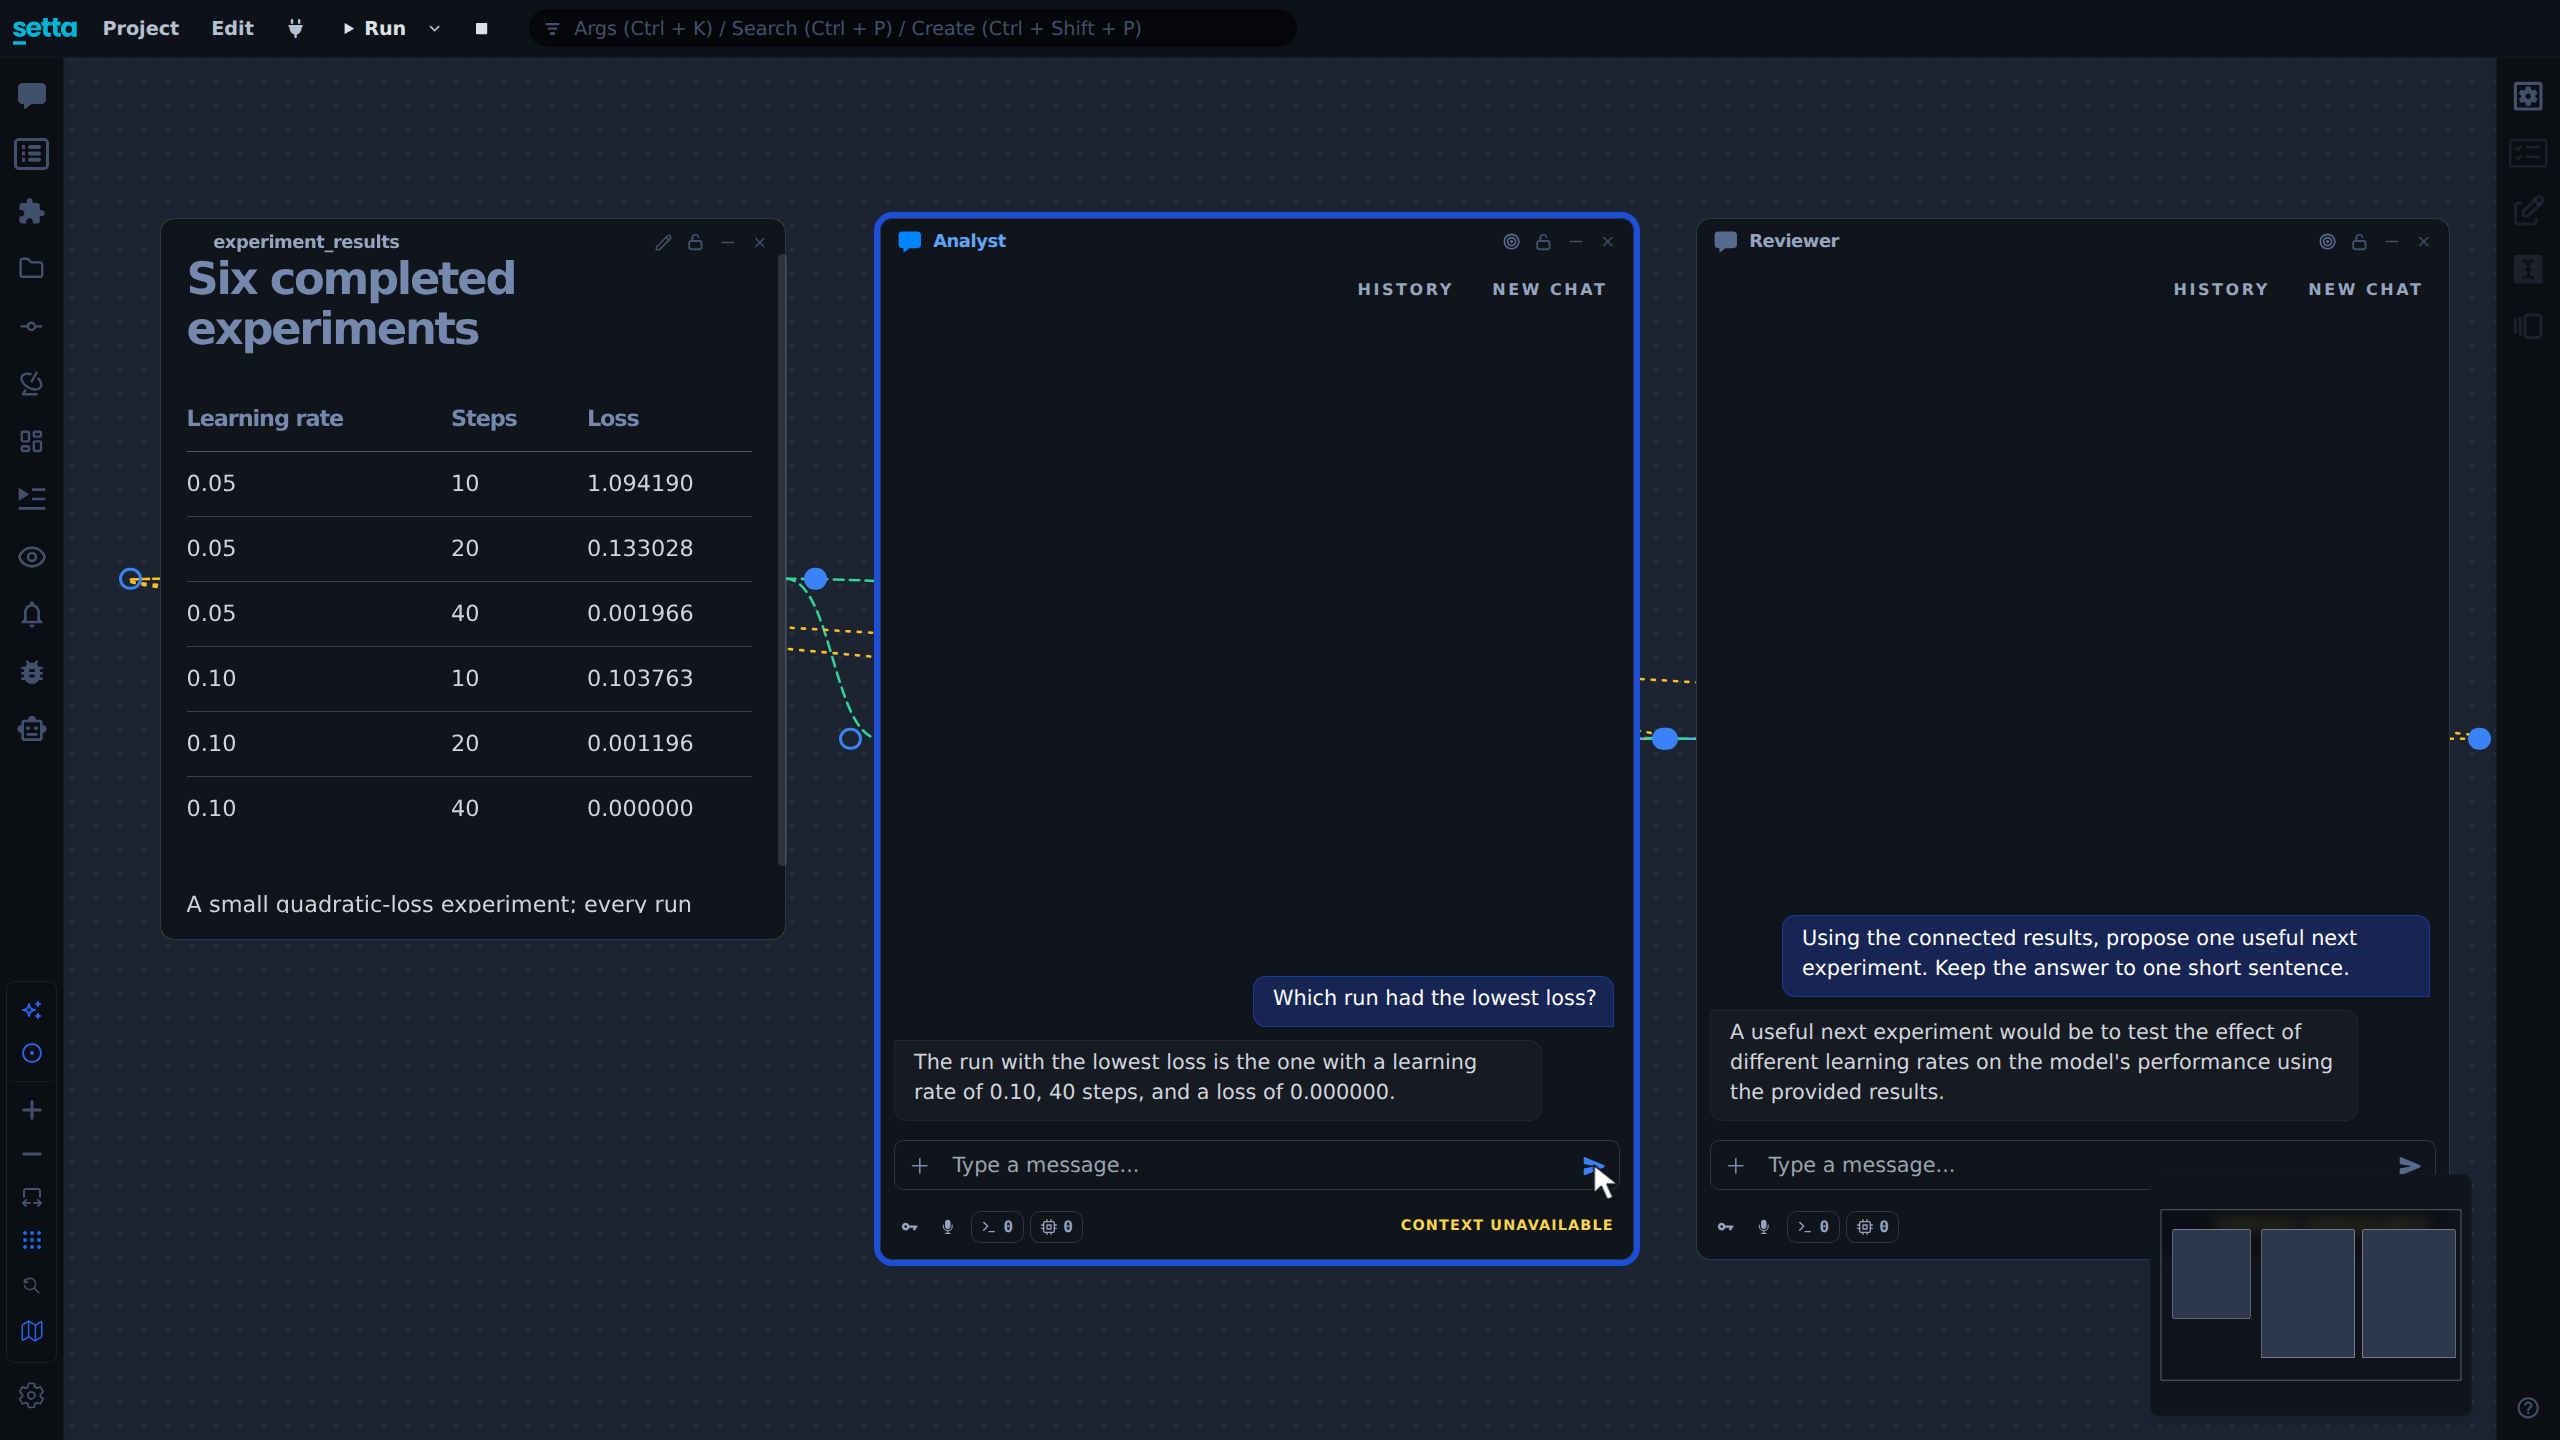 setta Project Edit Run Args (Ctrl + K) / Search (Ctrl + P) / Create (Ctrl + Shift + P)
experiment_results
Six completed
experiments
Learning rate Steps Loss
0.05 10 1.094190
0.05 20 0.133028
0.05 40 0.001966
0.10 10 0.103763
0.10 20 0.001196
0.10 40 0.000000
A small quadratic-loss experiment; every run
Analyst
HISTORY NEW CHAT
Which run had the lowest loss?
The run with the lowest loss is the one with a learning
rate of 0.10, 40 steps, and a loss of 0.000000.
Type a message...
0 0 CONTEXT UNAVAILABLE
Reviewer
HISTORY NEW CHAT
Using the connected results, propose one useful next
experiment. Keep the answer to one short sentence.
A useful next experiment would be to test the effect of
different learning rates on the model's performance using
the provided results.
Type a message...
0 0